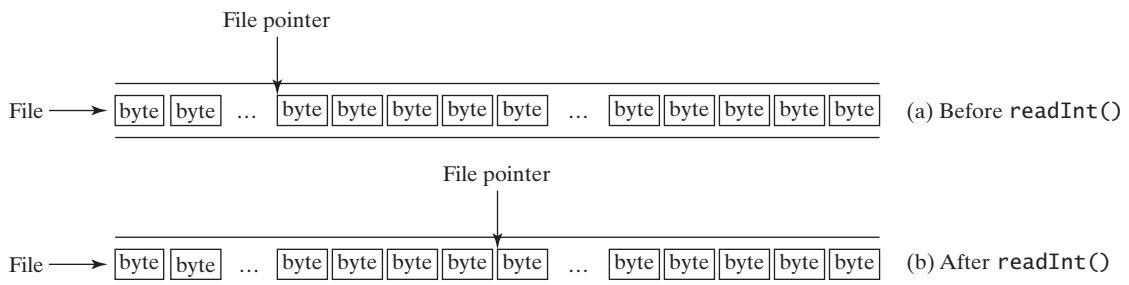 File pointer
File byte byte ... byte byte byte byte byte ... byte byte byte byte byte (a) Before readInt()
File pointer
File byte byte ... byte byte byte byte byte ... byte byte byte byte byte (b) After readInt()